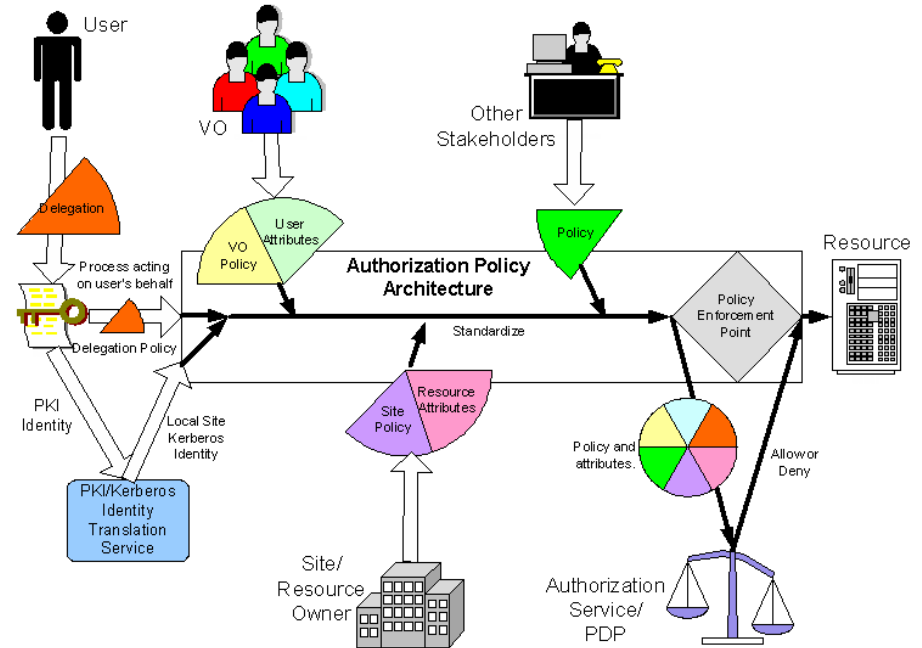 User
VO
Other
Stakeholders
Delegation
User
Attributes
VO
Policy
Policy
Resource
Process acting
on user's behalf
Authorization Policy
Architecture
Policy
Enforcement
Point
Standardize
Delegation Policy
PKI
Identity
Local Site
Kerberos
Identity
Site
Policy
Resource
Attributes
Policy and
attributes.
Allow or
Deny
PKI/Kerberos
Identity
Translation
Service
Site/
Resource
Owner
Authorization
Service/
PDP